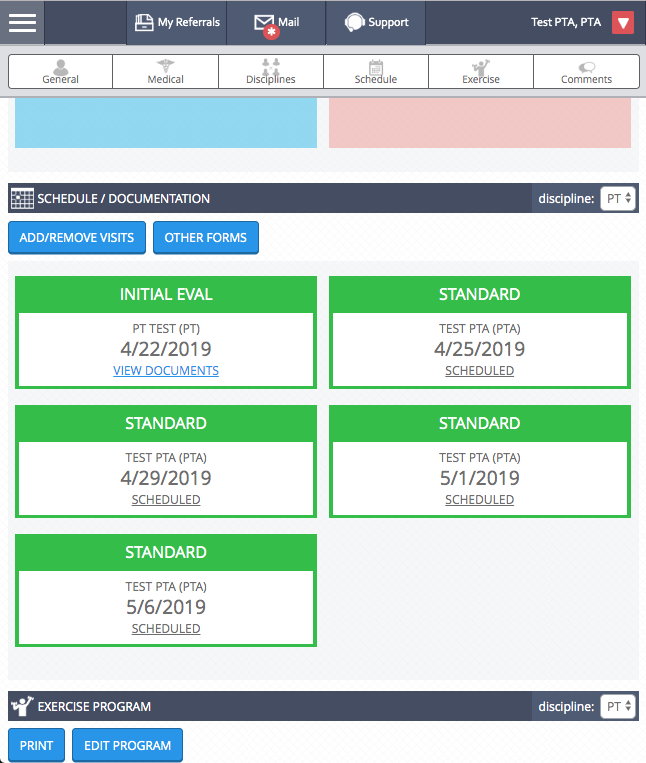 My Referrals
Mail
Support
Test PTA, PTA
General
Medical
Disciplines
Schedule
Exercise
Comments
SCHEDULE / DOCUMENTATION
discipline: PT
ADD/REMOVE VISITS
OTHER FORMS
INITIAL EVAL
PT TEST (PT)
4/22/2019
VIEW DOCUMENTS
STANDARD
TEST PTA (PTA)
4/25/2019
SCHEDULED
STANDARD
TEST PTA (PTA)
4/29/2019
SCHEDULED
STANDARD
TEST PTA (PTA)
5/1/2019
SCHEDULED
STANDARD
TEST PTA (PTA)
5/6/2019
SCHEDULED
EXERCISE PROGRAM
discipline: PT
PRINT
EDIT PROGRAM